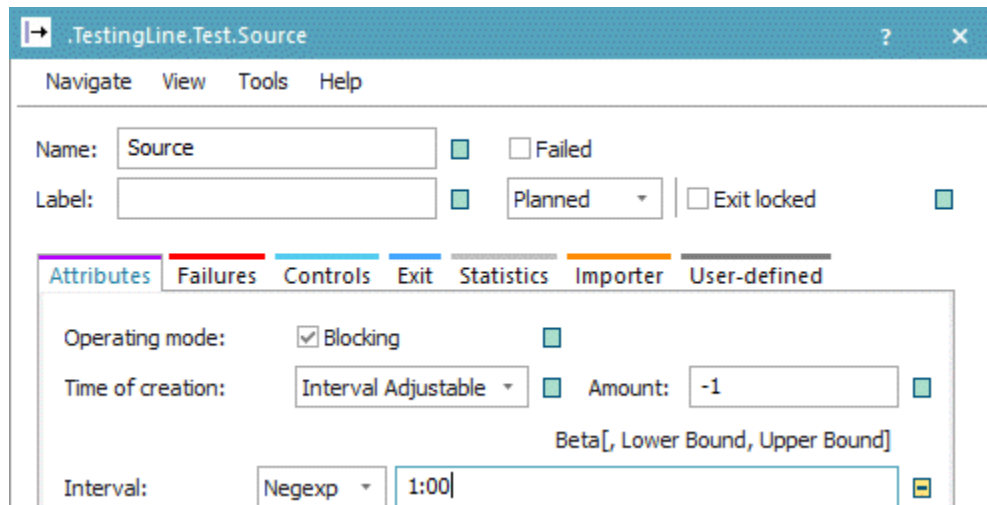 .TestingLine.Test.Source ? ×
Navigate View Tools Help
Name: Source Failed
Label: Planned Exit locked
Attributes Failures Controls Exit Statistics Importer User-defined
Operating mode: Blocking
Time of creation: Interval Adjustable Amount: -1
Beta[, Lower Bound, Upper Bound]
Interval: Negexp 1:00